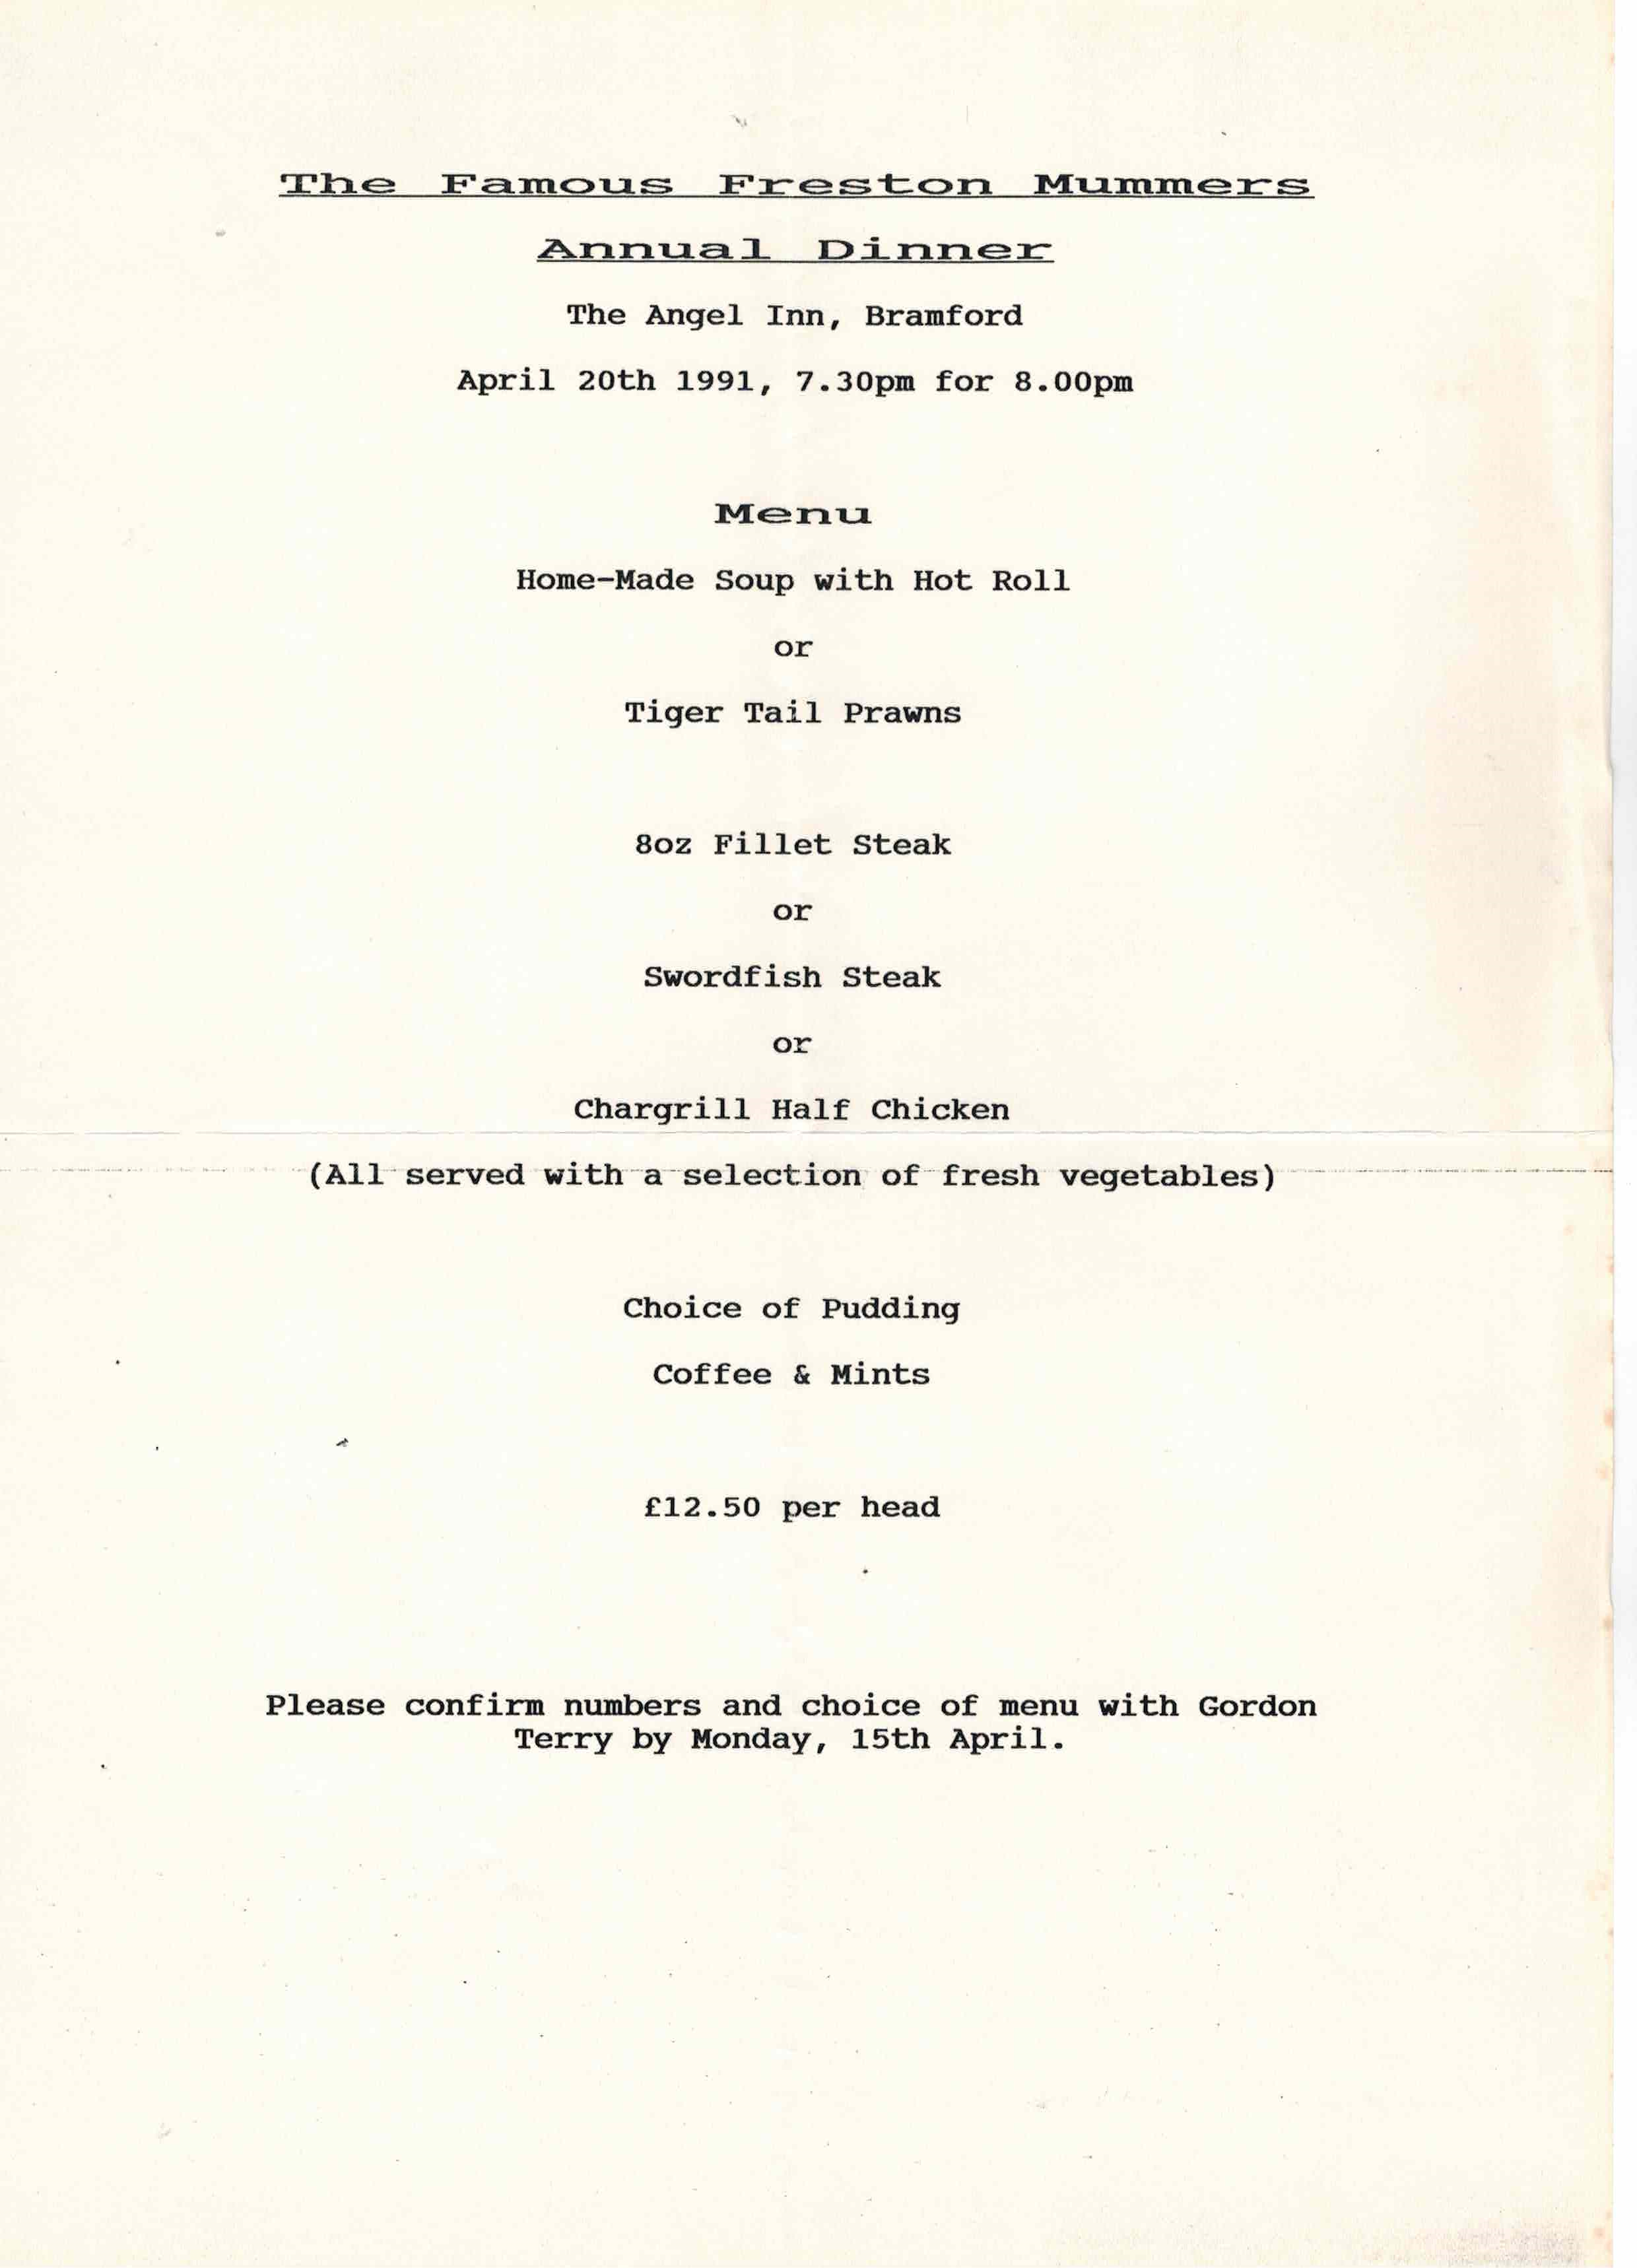 The Famous Freston Mummers
Annual Dinner
The Angel Inn, Bramford
April 20th 1991, 7.30pm for 8.00pm
Menu
Home-Made Soup with Hot Roll
or
Tiger Tail Prawns
8oz Fillet Steak
or
Swordfish Steak
or
Chargrill Half Chicken
(All served with a selection of fresh vegetables)
Choice of Pudding
Coffee & Mints
£12.50 per head
Please confirm numbers and choice of menu with Gordon
Terry by Monday, 15th April.